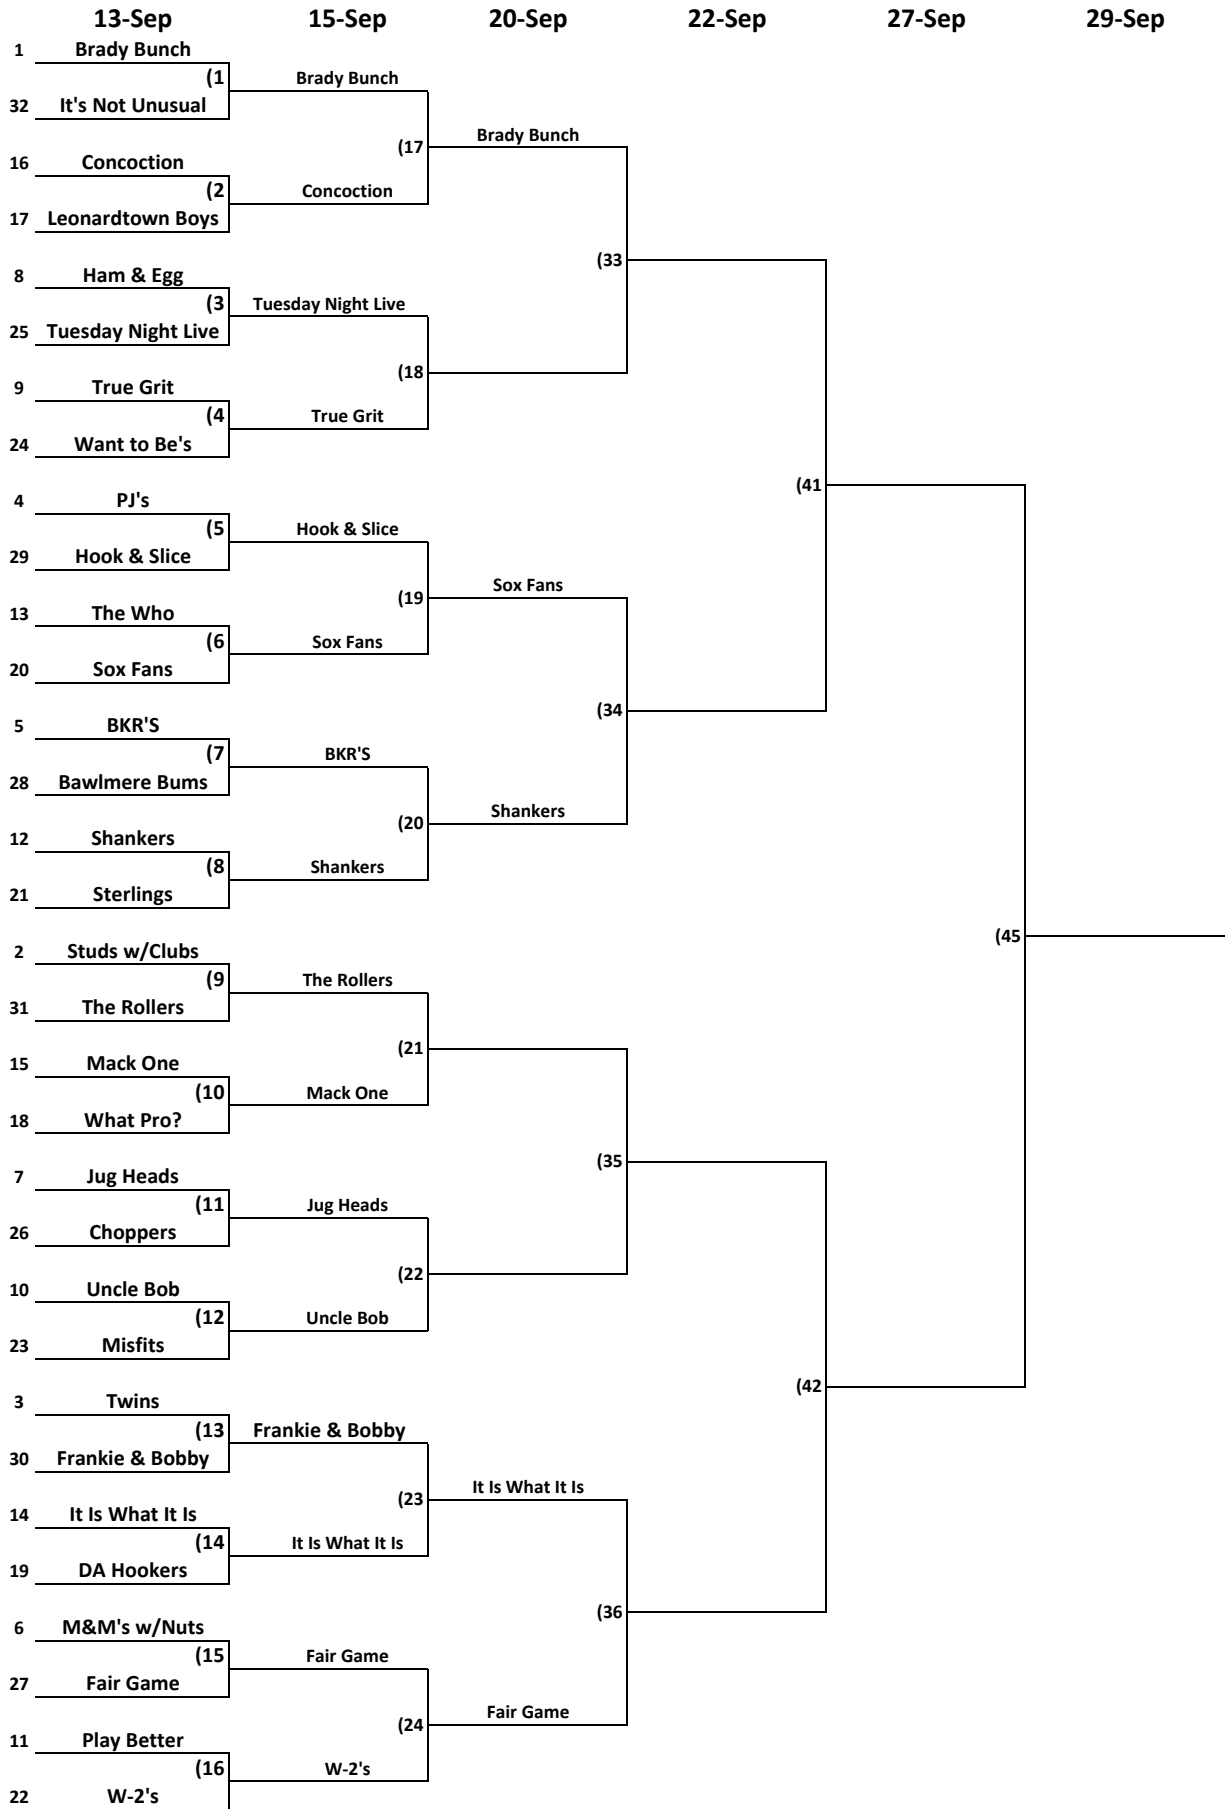 13-Sep 15-Sep 20-Sep 22-Sep 27-Sep 29-Sep
1 Brady Bunch
(1 Brady Bunch
32 It's Not Unusual
Brady Bunch
(17
16 Concoction
(2 Concoction
17 Leonardtown Boys
(33
8 Ham & Egg
(3 Tuesday Night Live
25 Tuesday Night Live
(18
9 True Grit
(4 True Grit
24 Want to Be's
(41
4 PJ's
(5 Hook & Slice
29 Hook & Slice
Sox Fans
(19
13 The Who
(6 Sox Fans
20 Sox Fans
(34
5 BKR'S
(7 BKR'S
28 Bawlmere Bums
Shankers
(20
12 Shankers
(8 Shankers
21 Sterlings
(45
2 Studs w/Clubs
(9 The Rollers
31 The Rollers
(21
15 Mack One
(10 Mack One
18 What Pro?
(35
7 Jug Heads
(11 Jug Heads
26 Choppers
(22
10 Uncle Bob
(12 Uncle Bob
23 Misfits
(42
3 Twins
(13 Frankie & Bobby
30 Frankie & Bobby
It Is What It Is
(23
14 It Is What It Is
(14 It Is What It Is
19 DA Hookers
(36
6 M&M's w/Nuts
(15 Fair Game
27 Fair Game
Fair Game
(24
11 Play Better
(16 W-2's
22 W-2's